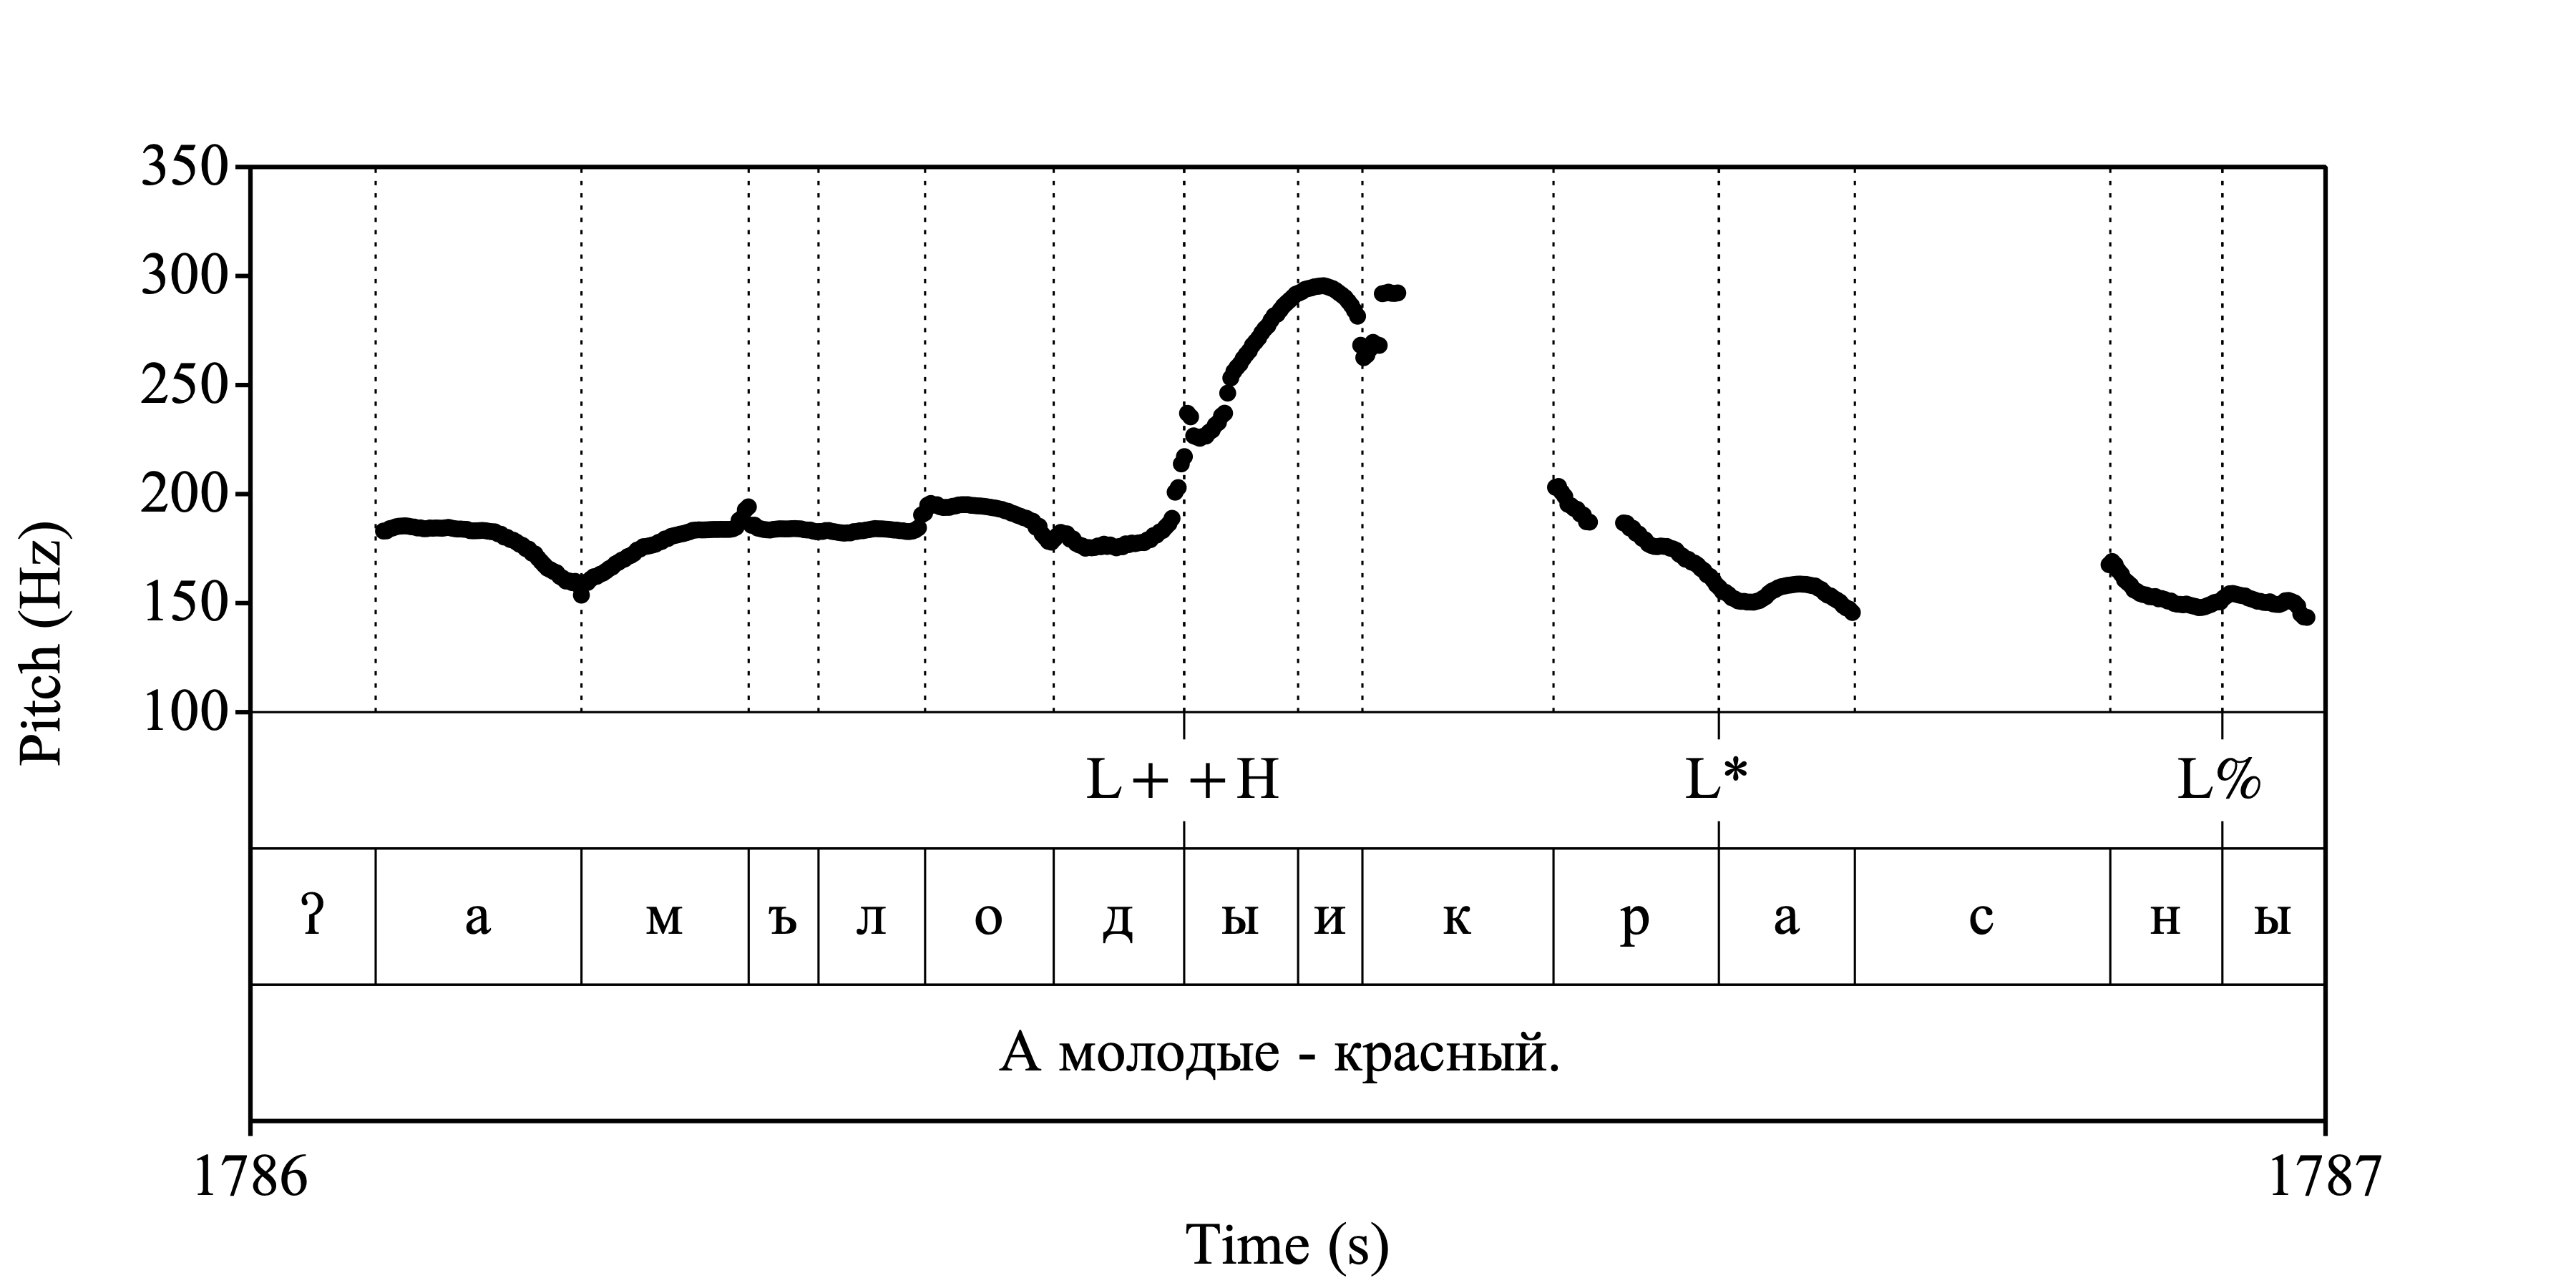 350
300
250
200
150
100
Pitch (Hz)
L+ +H L* L%
ʔ а м ъ л о д ы и к р а с н ы
А молодые - красный.
1786 1787
Time (s)